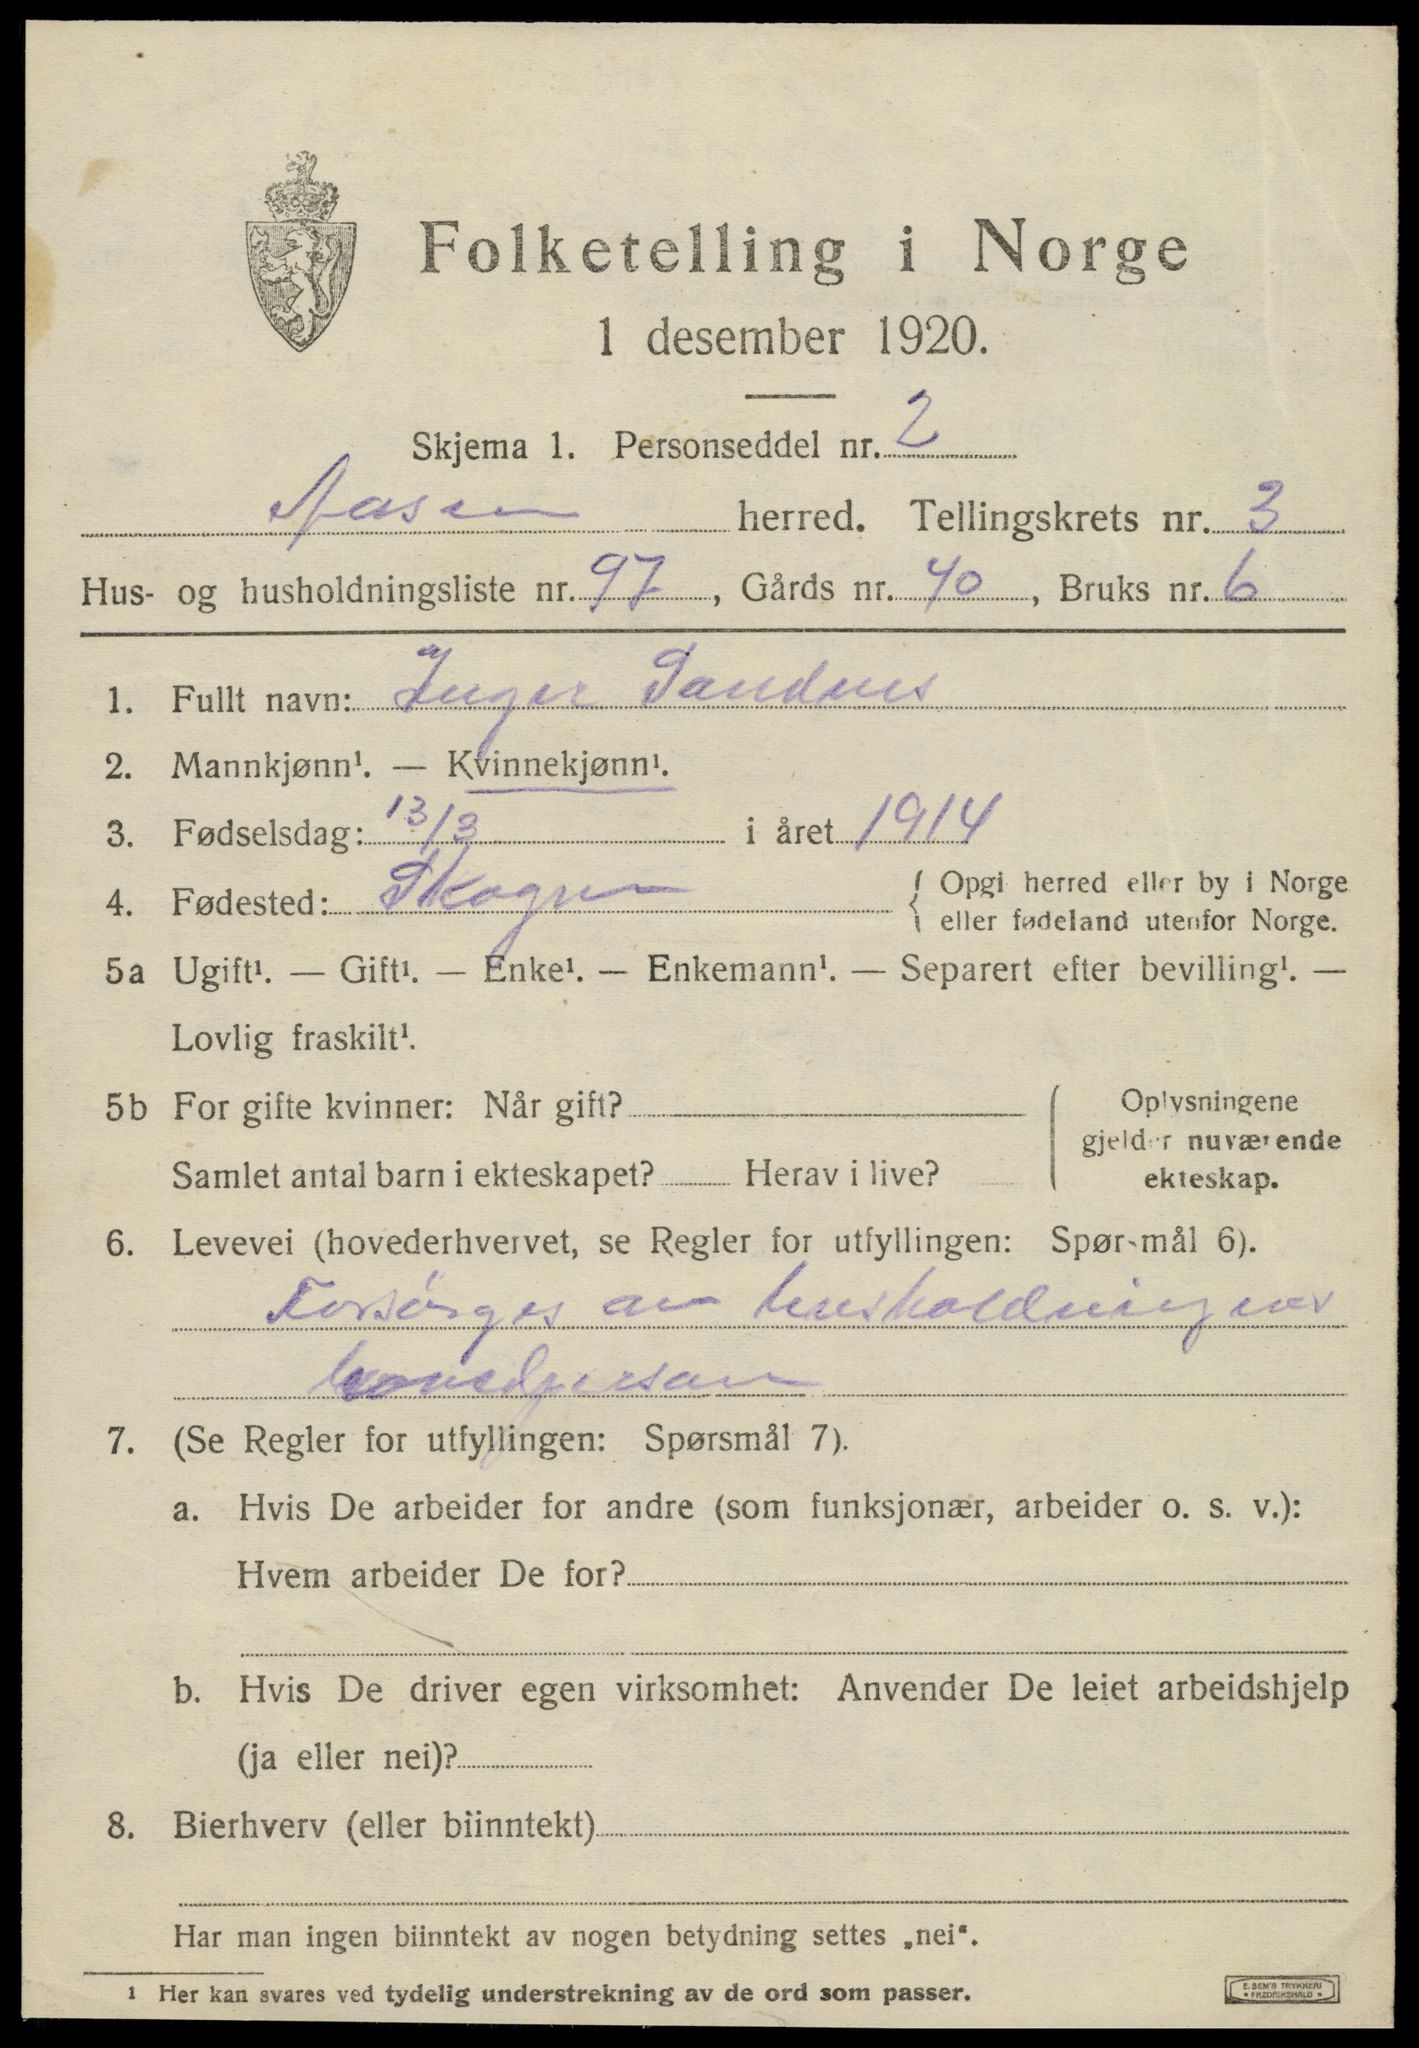 Folketelling i Norge
1 desember 1920.
Skjema 1. Personseddel nr. 2
Aasen herred. Tellingskrets nr. 3
Hus- og husholdningsliste nr. 97, Gårds nr. 40, Bruks nr. 6
1. Fullt navn: Inger Sandnes
2. Mannkjønn¹. — Kvinnekjønn¹.
3. Fødselsdag: 13/3 i året 1914
4. Fødested: Skogn { Opgi herred eller by i Norge
eller fødeland utenfor Norge.
5a Ugift¹. — Gift¹. — Enke¹. — Enkemann¹. — Separert efter bevilling¹. —
Lovlig fraskilt¹.
5b For gifte kvinner: Når gift?
Samlet antal barn i ekteskapet? Herav i live?
Oplysningene
gjelder nuværende
ekteskap.
6. Levevei (hovederhvervet, se Regler for utfyllingen: Spørsmål 6).
Forsørges av husholdningens
hovedperson
7. (Se Regler for utfyllingen: Spørsmål 7).
a. Hvis De arbeider for andre (som funksjonær, arbeider o. s. v.):
Hvem arbeider De for?
b. Hvis De driver egen virksomhet: Anvender De leiet arbeidshjelp
(ja eller nei)?
8. Bierhverv (eller biinntekt)
Har man ingen biinntekt av nogen betydning settes „nei“.
1 Her kan svares ved tydelig understrekning av de ord som passer.
E. SEM'S TRYKKERI
• FREDRIKSHALD •